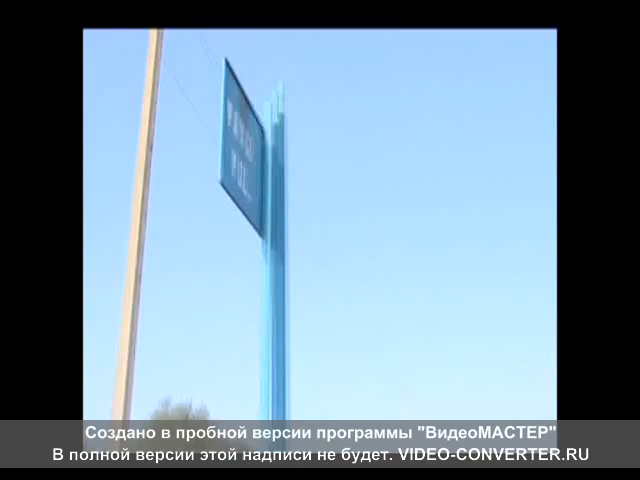 Создано в пробной версии программы "ВидеоМАСТЕР"
В полной версии этой надписи не будет. VIDEO-CONVERTER.RU